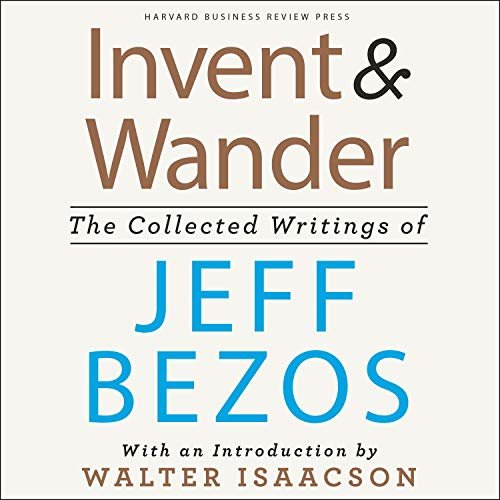 HARVARD BUSINESS REVIEW PRESS
Invent &
Wander
The Collected Writings of
JEFF
BEZOS
With an Introduction by
WALTER ISAACSON